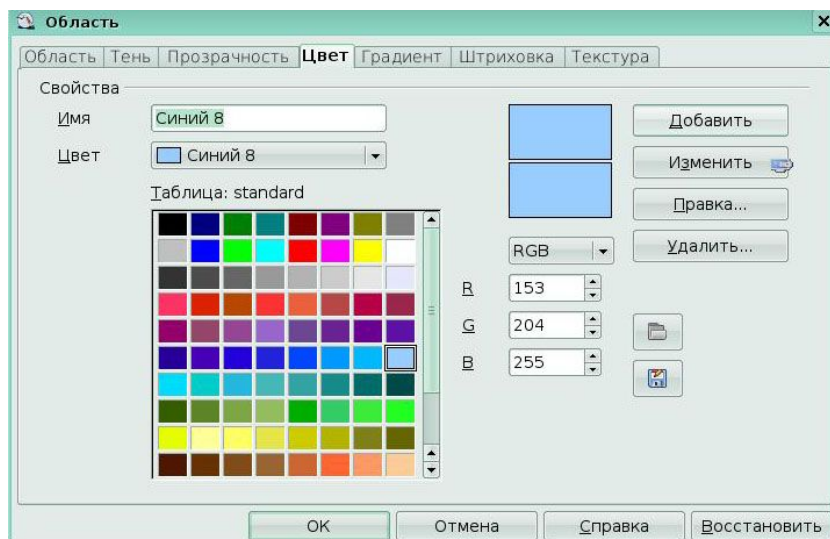 Область
Область Тень Прозрачность Цвет Градиент Штриховка Текстура
Свойства
Имя Синий 8 Добавить
Цвет Синий 8 Изменить
Таблица: standard Правка...
RGB Удалить...
R 153
G 204
B 255
OK Отмена Справка Восстановить